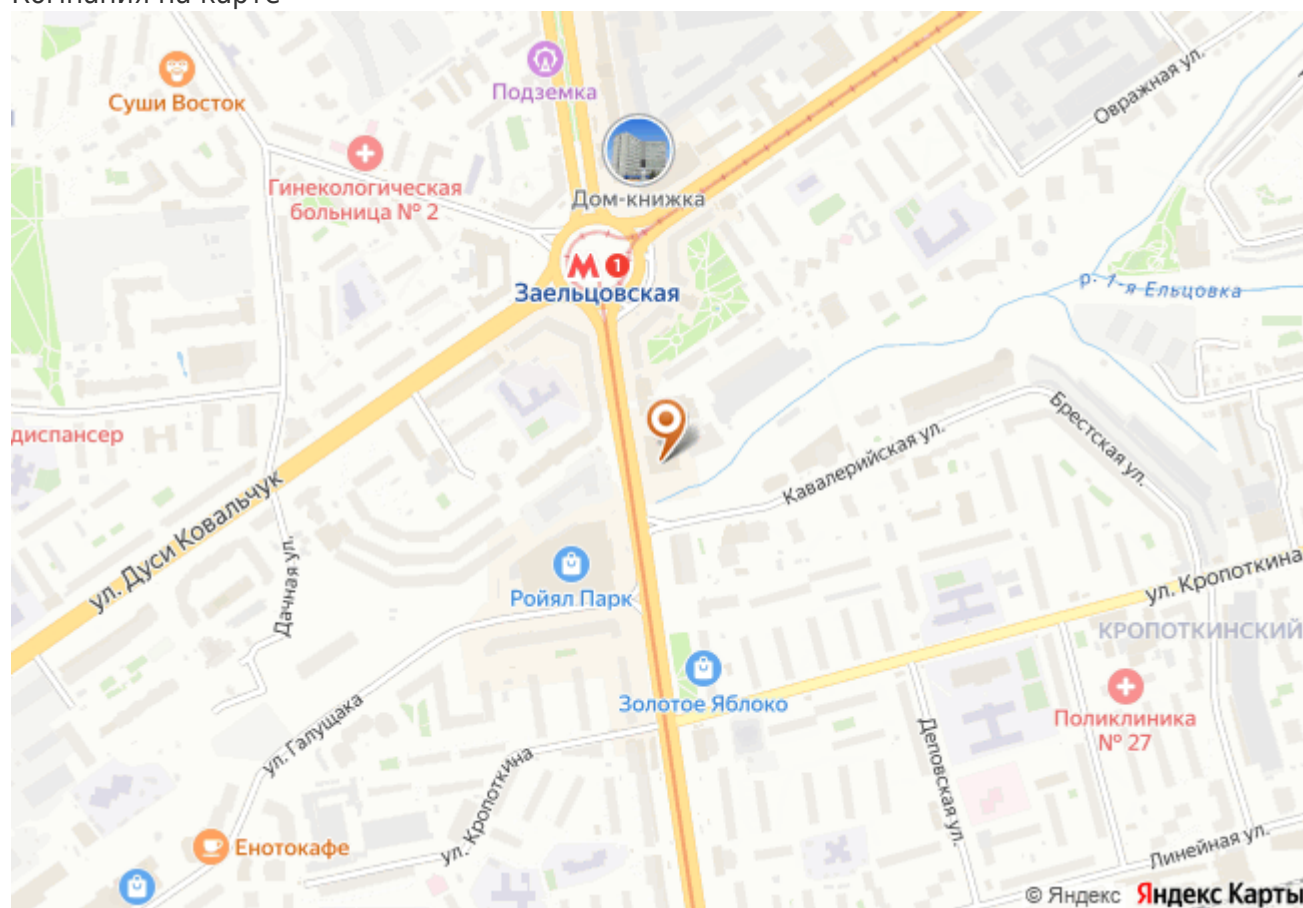 Компания на карте
Суши Восток
Подземка
Овражная ул.
Гинекологическая
больница № 2
Дом-книжка
М 1
Заельцовская
р. 1-я Ельцовка
диспансер
Брестская ул.
Кавалерийская ул.
ул. Дуси Ковальчук
Дачная ул.
Ройял Парк
ул. Кропоткина
КРОПОТКИНСКИЙ
Золотое Яблоко
Поликлиника
№ 27
ул. Галущака
Деповская ул.
ул. Кропоткина
Енотокафе
Линейная ул.
© Яндекс Яндекс Карты